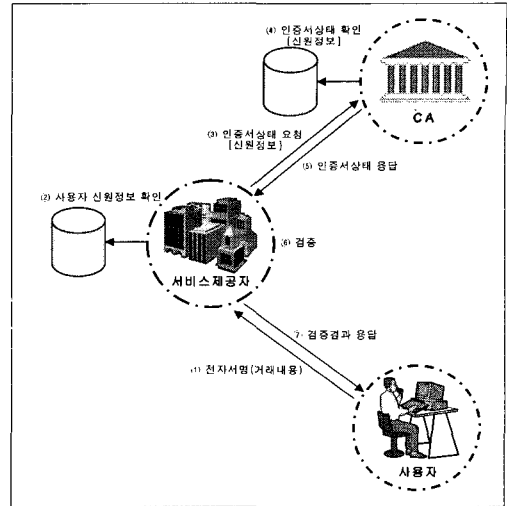 (4) 인증서상태 확인
[신원정보]
CA
(3) 인증서상태 요청
[신원정보]
(5) 인증서상태 응답
(2) 사용자 신원정보 확인
(6) 검증
서비스제공자
7- 검증결과 응답
(1) 전자서명(거래내용)
사용자